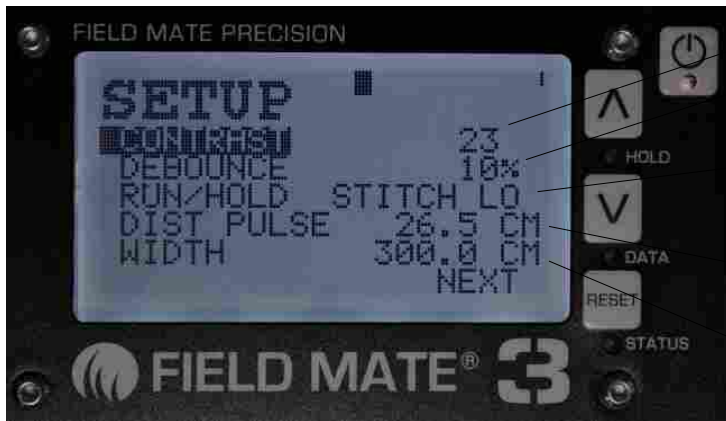 FIELD MATE PRECISION
SETUP
CONTRAST 23
DEBOUNCE 10%
RUN/HOLD STITCH LO
DIST PULSE 26.5 CM
WIDTH 300.0 CM
NEXT
HOLD
DATA
RESET
STATUS
FIELD MATE® 3